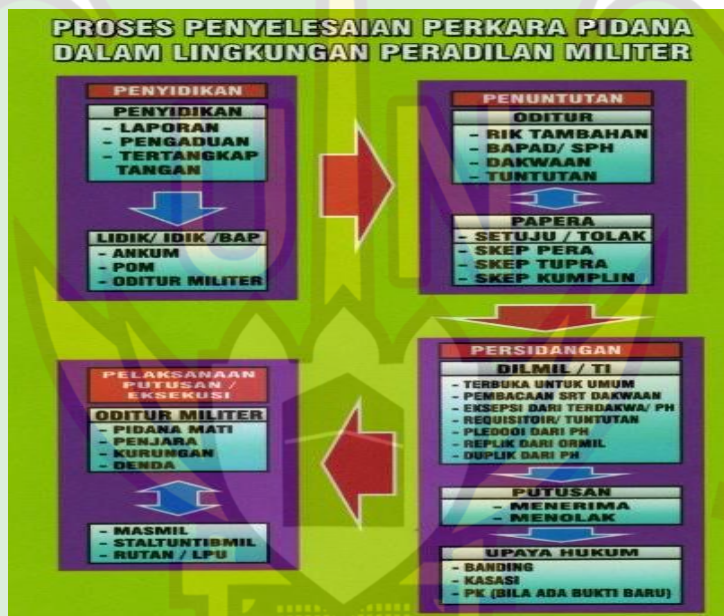 PROSES PENYELESAIAN PERKARA PIDANA
DALAM LINGKUNGAN PERADILAN MILITER
PENYIDIKAN
PENYIDIKAN
- LAPORAN
- PENGADUAN
- TERTANGKAP
TANGAN
LIDIK/ IDIK /BAP
- ANKUM
- POM
- ODITUR MILITER
PENUNTUTAN
ODITUR
- RIK TAMBAHAN
- BAPAD/ SPH
- DAKWAAN
- TUNTUTAN
PAPERA
- SETUJU / TOLAK
- SKEP PERA
- SKEP TUPRA
- SKEP KUMPLIN
PERSIDANGAN
DILMIL / TI
- TERBUKA UNTUK UMUM
- PEMBACAAN SRT DAKWAAN
- EKSEPSI DARI TERDAKWA/ PH
- REQUISITOIR/ TUNTUTAN
- PLEDOOI DARI PH
- REPLIK DARI ORMIL
- DUPLIK DARI PH
PUTUSAN
- MENERIMA
- MENOLAK
UPAYA HUKUM
- BANDING
- KASASI
- PK (BILA ADA BUKTI BARU)
PELAKSANAAN
PUTUSAN /
EKSEKUSI
ODITUR MILITER
- PIDANA MATI
- PENJARA
- KURUNGAN
- DENDA
- MASMIL
- STALTUNTIBMIL
- RUTAN / LPU